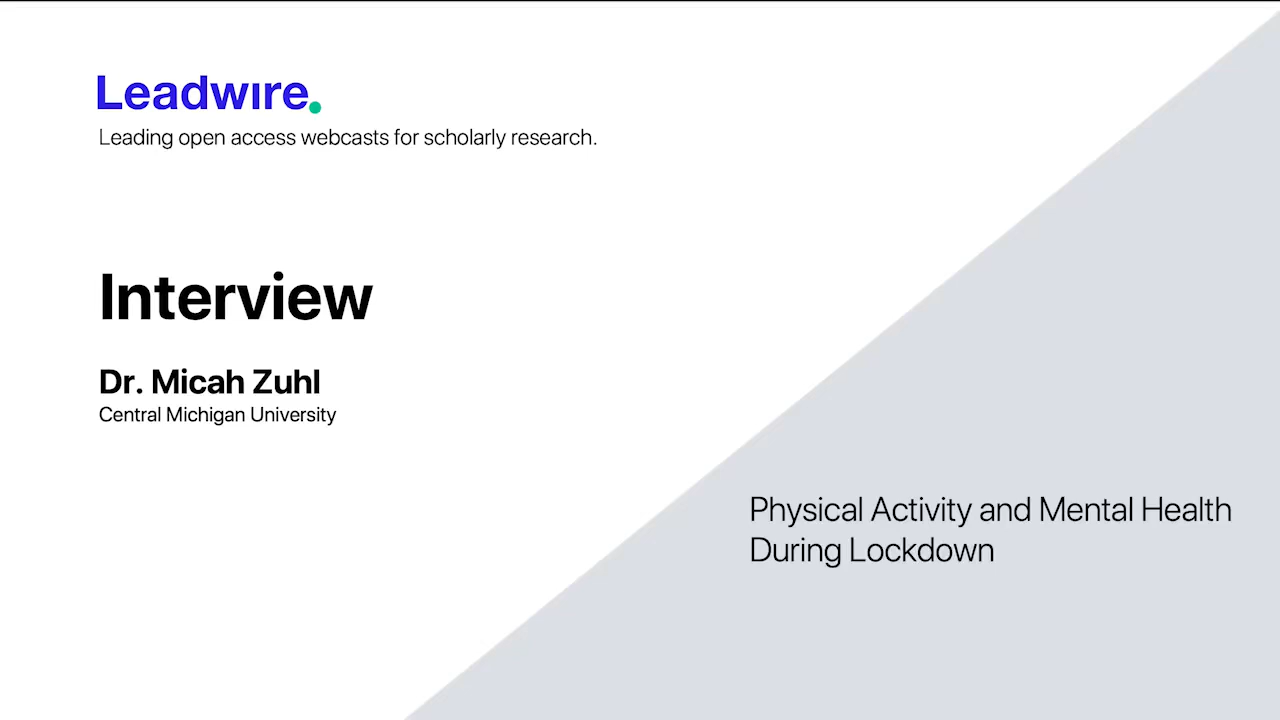 Leadwire.
Leading open access webcasts for scholarly research.
Interview
Dr. Micah Zuhl
Central Michigan University
Physical Activity and Mental Health
During Lockdown